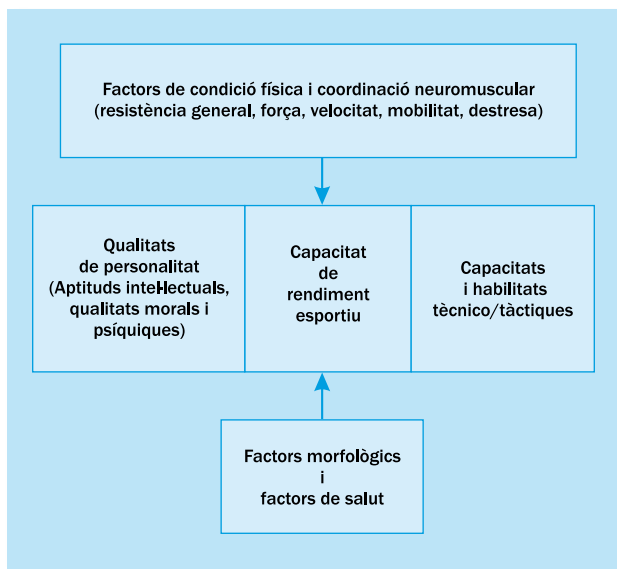 Factors de condició física i coordinació neuromuscular
(resistència general, força, velocitat, mobilitat, destresa)
Qualitats
de personalitat
(Aptituds intel·lectuals,
qualitats morals i
psíquiques)
Capacitat
de
rendiment
esportiu
Capacitats
i habilitats
tècnico/tàctiques
Factors morfològics
i
factors de salut